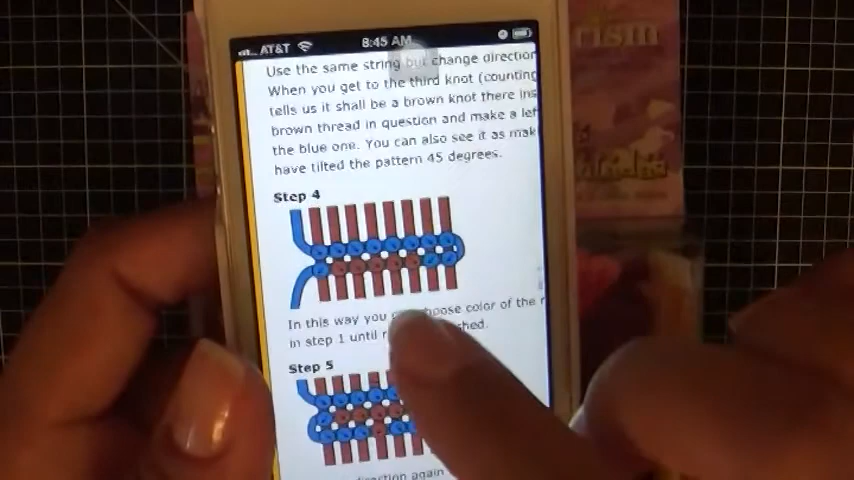 AT&T 8:45 AM
Use the same string but change direction
When you get to the third knot (counting
tells us it shall be a brown knot there ins
brown thread in question and make a lef
the blue one. You can also see it as mak
have tilted the pattern 45 degrees.
Step 4
In this way you choose color of the
in step 1 until
Step 5
direction again
rism